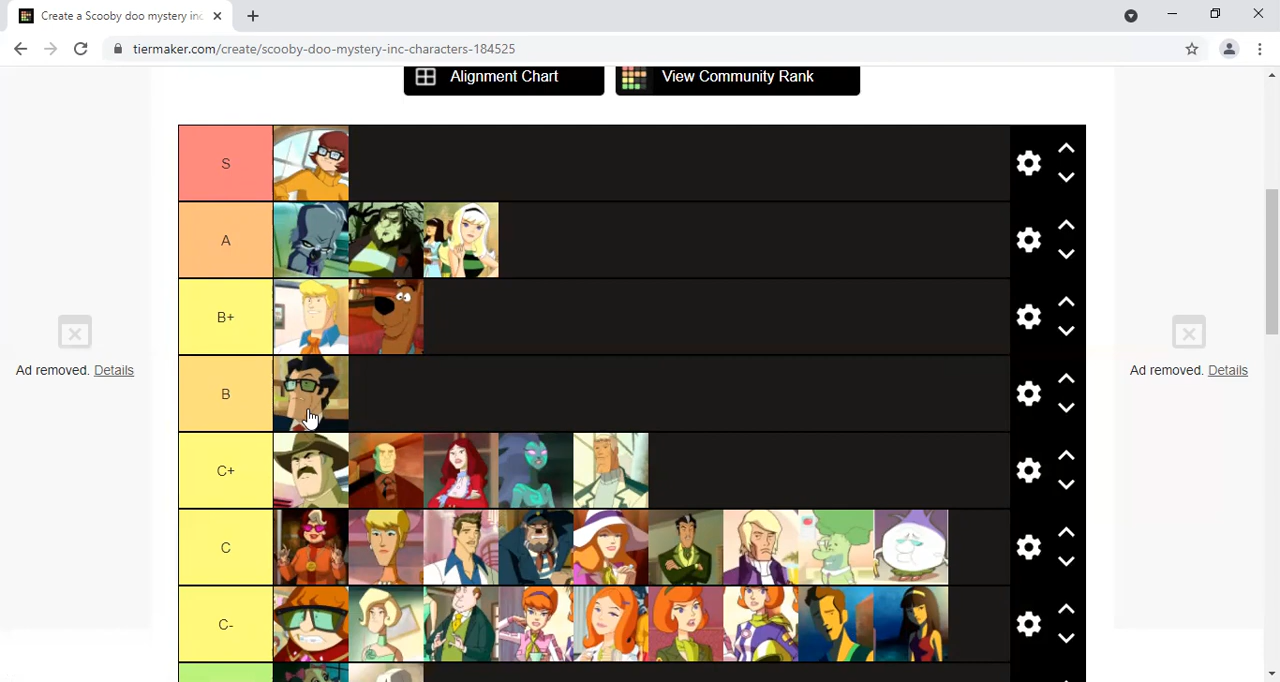 Create a Scooby doo mystery inc
tiermaker.com/create/scooby-doo-mystery-inc-characters-184525
Alignment Chart
View Community Rank
S
A
B+
Ad removed. Details
Ad removed. Details
B
C+
C
C-